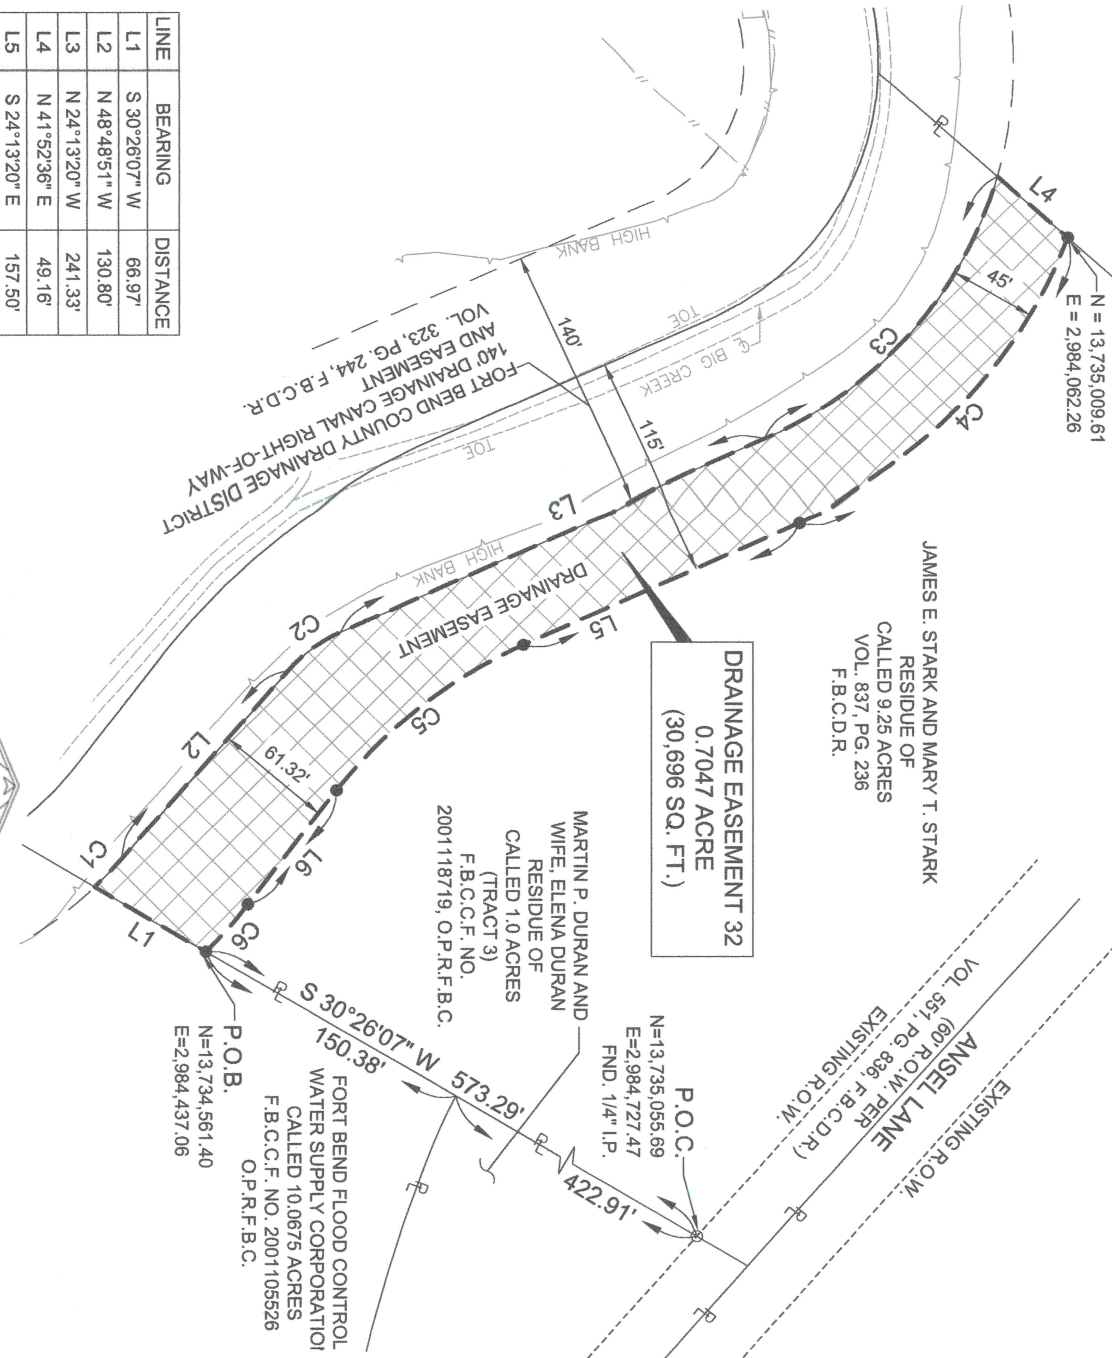 LINE BEARING DISTANCE
L1 S 30°26'07" W 66.97'
L2 N 48°48'51" W 130.80'
L3 N 24°13'20" W 241.33'
L4 N 41°52'36" E 49.16'
L5 S 24°13'20" E 157.50'
N = 13,735,009.61
E = 2,984,062.26
L4
45'
C3
C4
HIGH BANK
TOE
℄ BIG CREEK
140'
115'
FORT BEND COUNTY DRAINAGE DISTRICT
140' DRAINAGE CANAL RIGHT-OF-WAY
AND EASEMENT
VOL. 323, PG. 244, F.B.C.D.R.
TOE
L3
HIGH BANK
DRAINAGE EASEMENT
L5
C2
C5
L2
61.32'
L6
C1
C6
L1
JAMES E. STARK AND MARY T. STARK
RESIDUE OF
CALLED 9.25 ACRES
VOL. 837, PG. 236
F.B.C.D.R.
DRAINAGE EASEMENT 32
0.7047 ACRE
(30,696 SQ. FT.)
MARTIN P. DURAN AND
WIFE, ELENA DURAN
RESIDUE OF
CALLED 1.0 ACRES
(TRACT 3)
F.B.C.C.F. NO.
2001118719, O.P.R.F.B.C.
EXISTING R.O.W.
ANSEL LANE
(60' R.O.W. PER
VOL. 551, PG. 836, F.B.C.D.R.)
EXISTING R.O.W.
P.O.C.
N=13,735,055.69
E=2,984,727.47
FND. 1/4" I.P.
S 30°26'07" W 573.29'
150.38'
422.91'
P.O.B.
N=13,734,561.40
E=2,984,437.06
FORT BEND FLOOD CONTROL
WATER SUPPLY CORPORATIO
CALLED 10.0675 ACRES
F.B.C.C.F. NO. 2001105526
O.P.R.F.B.C.
PL
PL
PL
PL
PL
PL